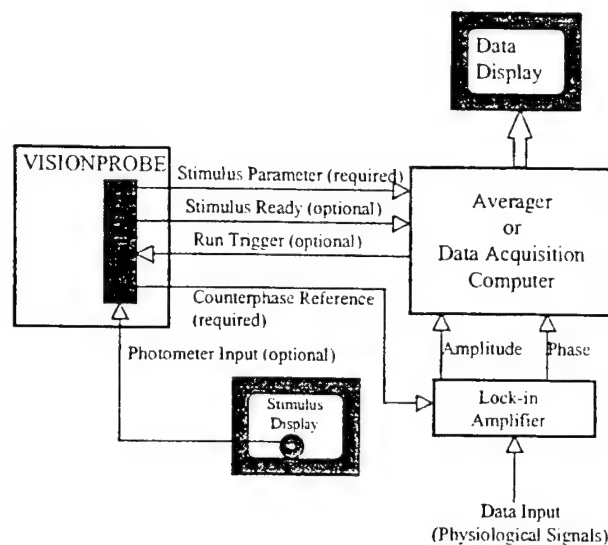 Data
Display
VISIONPROBE
Stimulus Parameter (required)
Stimulus Ready (optional)
Run Trigger (optional)
Counterphase Reference
(required)
Photometer Input (optional)
Averager
or
Data Acquisition
Computer
Amplitude
Phase
Stimulus
Display
Lock-in
Amplifier
Data Input
(Physiological Signals)